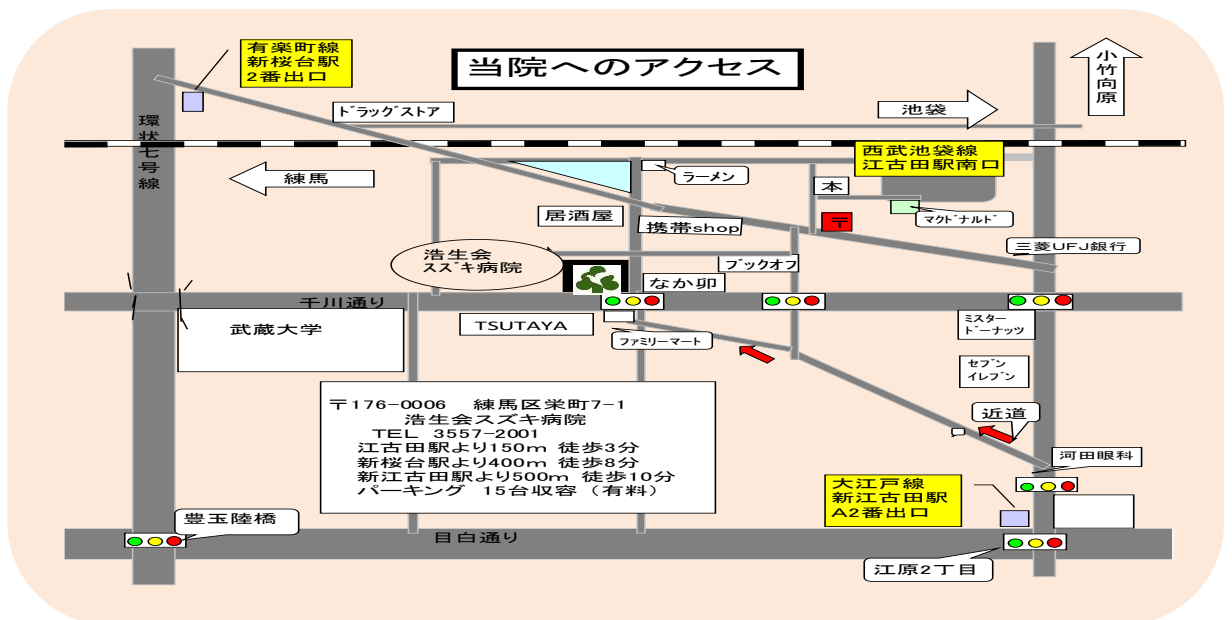 有楽町線
新桜台駅
2番出口
当院へのアクセス
小竹向原
ドラッグストア
池袋
環状七号線
西武池袋線
江古田駅南口
練馬
ラーメン
本
居酒屋
携帯shop
〒
マクドナルド
三菱UFJ銀行
浩生会
スズキ病院
ブックオフ
なか卯
千川通り
武蔵大学
TSUTAYA
ファミリーマート
ミスター
ドーナッツ
セブン
イレブン
近道
〒176-0006 練馬区栄町7-1
浩生会スズキ病院
TEL 3557-2001
江古田駅より150m 徒歩3分
新桜台駅より400m 徒歩8分
新江古田駅より500m 徒歩10分
パーキング 15台収容（有料）
河田眼科
大江戸線
新江古田駅
A2番出口
豊玉陸橋
目白通り
江原2丁目